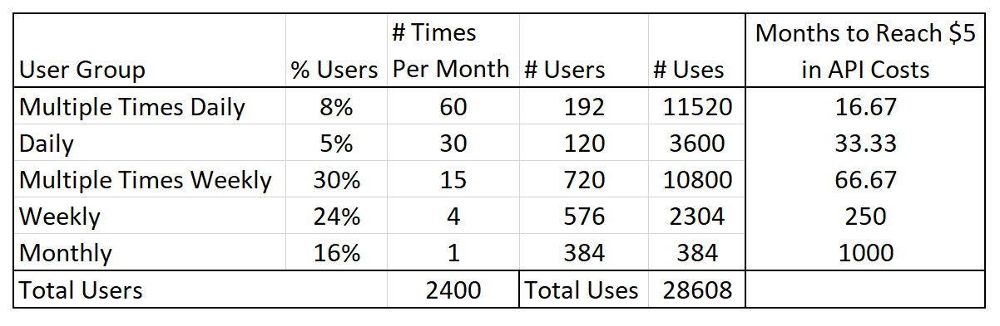 User Group % Users # Times Per Month # Users # Uses Months to Reach $5 in API Costs
Multiple Times Daily 8% 60 192 11520 16.67
Daily 5% 30 120 3600 33.33
Multiple Times Weekly 30% 15 720 10800 66.67
Weekly 24% 4 576 2304 250
Monthly 16% 1 384 384 1000
Total Users 2400 Total Uses 28608